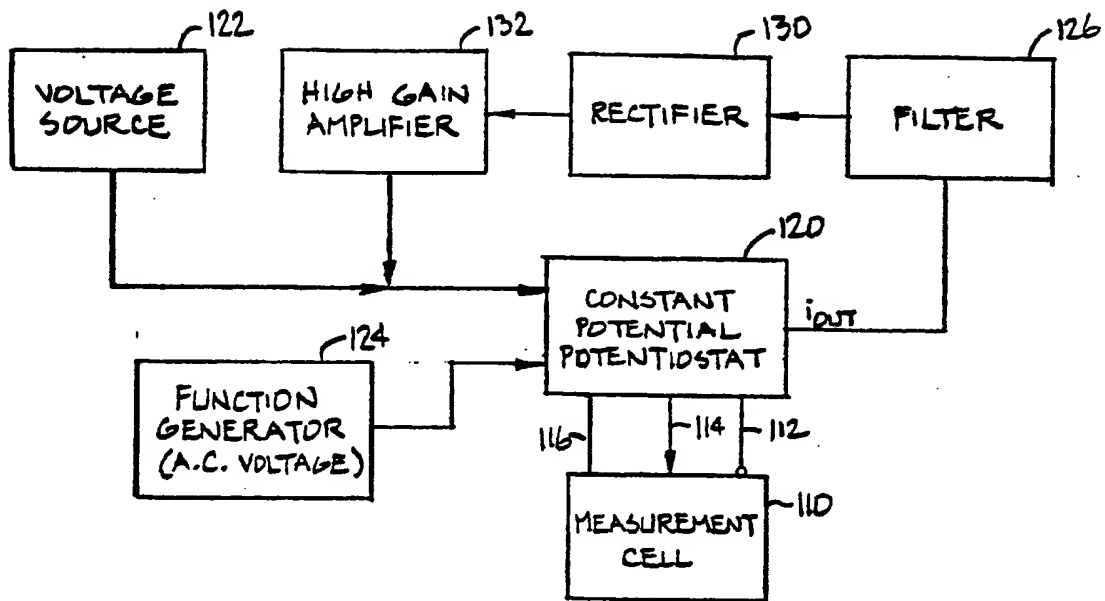 122
132
130
126
VOLTAGE
SOURCE
HIGH GAIN
AMPLIFIER
RECTIFIER
FILTER
120
CONSTANT
POTENTIAL
POTENTIOSTAT
iOUT
124
FUNCTION
GENERATOR
(A.C. VOLTAGE)
116
114
112
110
MEASUREMENT
CELL